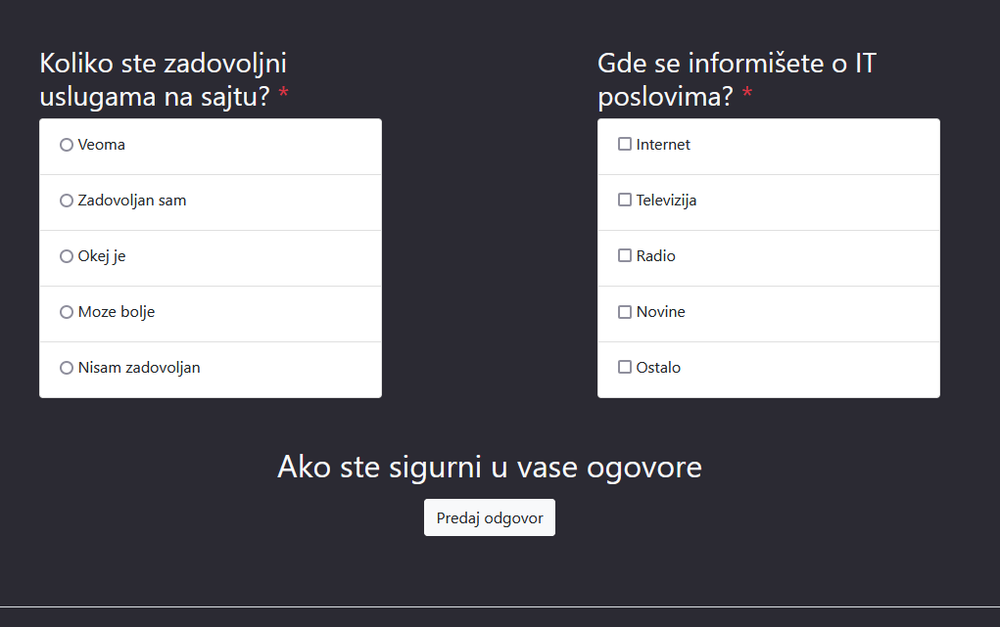 Koliko ste zadovoljni
uslugama na sajtu? *
Veoma
Zadovoljan sam
Okej je
Moze bolje
Nisam zadovoljan
Gde se informišete o IT
poslovima? *
Internet
Televizija
Radio
Novine
Ostalo
Ako ste sigurni u vase ogovore
Predaj odgovor